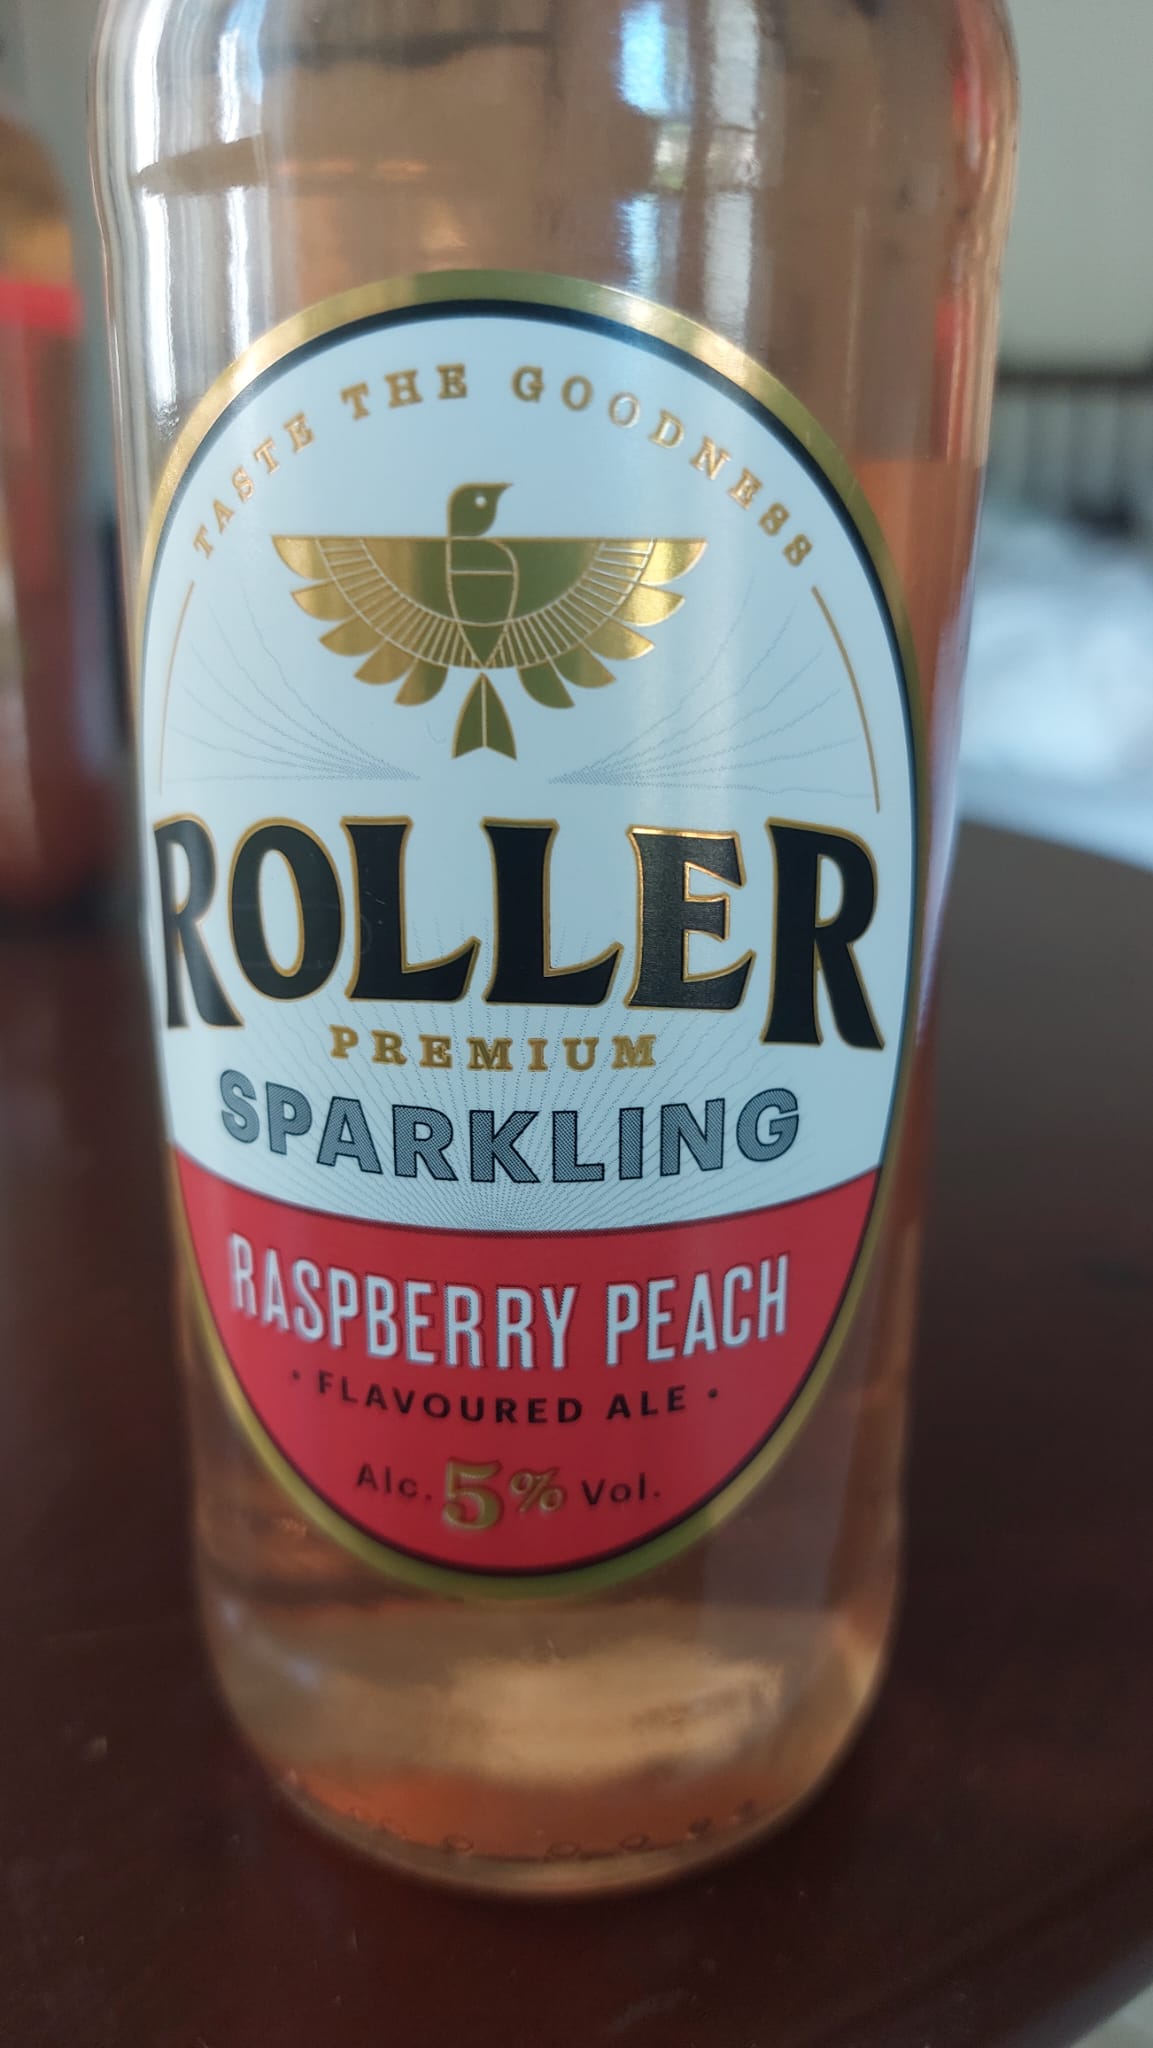 TASTE THE GOODNESS
ROLLER
PREMIUM
SPARKLING
RASPBERRY PEACH
• FLAVOURED ALE •
Alc. 5% Vol.